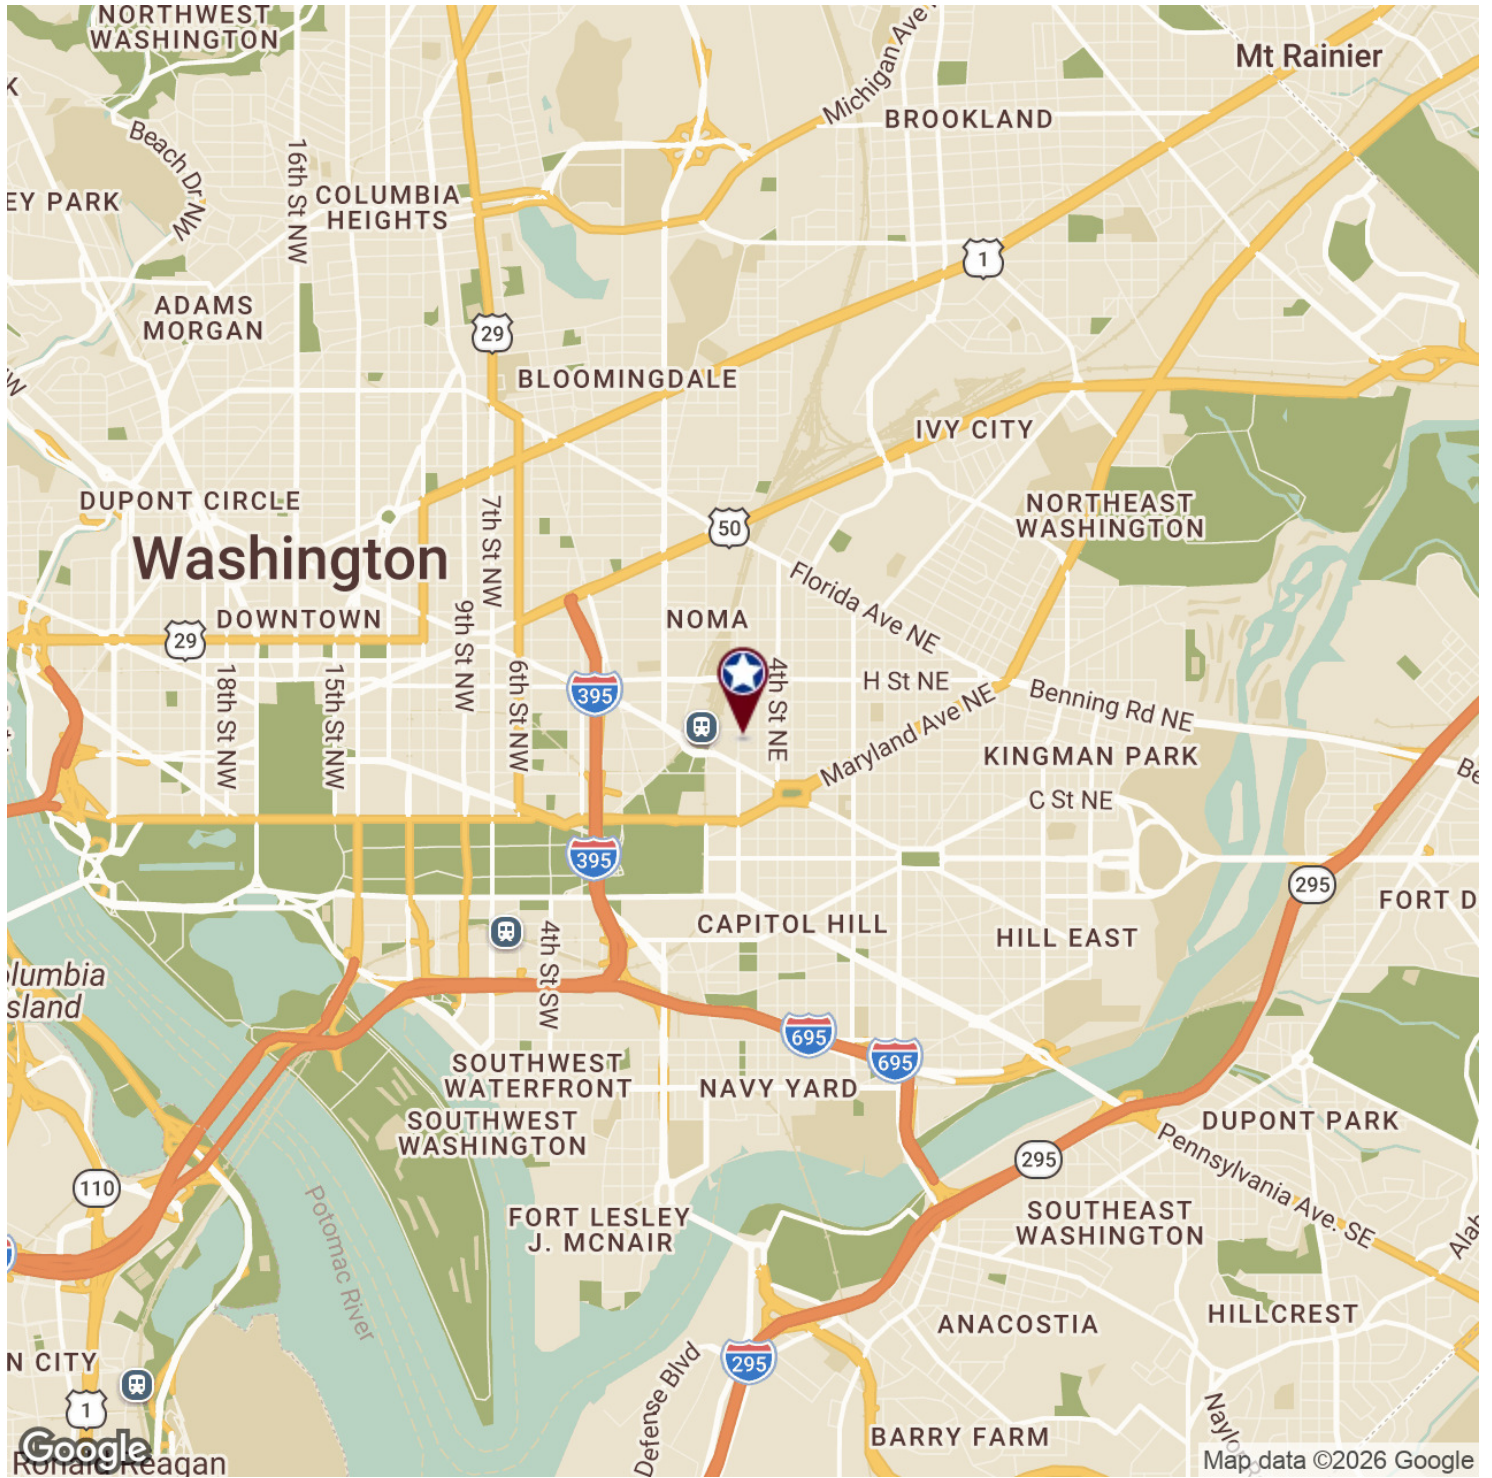 NORTHWEST
WASHINGTON
Mt Rainier
Michigan Ave
BROOKLAND
K
Beach Dr NW
16th St NW
COLUMBIA
HEIGHTS
EY PARK
1
ADAMS
MORGAN
29
BLOOMINGDALE
W
IVY CITY
DUPONT CIRCLE
7th St NW
50
NORTHEAST
WASHINGTON
Washington
Florida Ave NE
DOWNTOWN
29
9th St NW
NOMA
18th St NW
15th St NW
6th St NW
395
4th St NE
H St NE
Maryland Ave NE
Benning Rd NE
KINGMAN PARK
Be
C St NE
395
295
FORT D
CAPITOL HILL
HILL EAST
4th St SW
olumbia
sland
695
695
SOUTHWEST
WATERFRONT
NAVY YARD
SOUTHWEST
WASHINGTON
DUPONT PARK
295
Pennsylvania Ave. SE
110
Potomac River
FORT LESLEY
J. MCNAIR
SOUTHEAST
WASHINGTON
Alab
HILLCREST
ANACOSTIA
N CITY
295
Defense Blvd
1
Naylo
BARRY FARM
Google
Ronald Reagan
Map data ©2026 Google